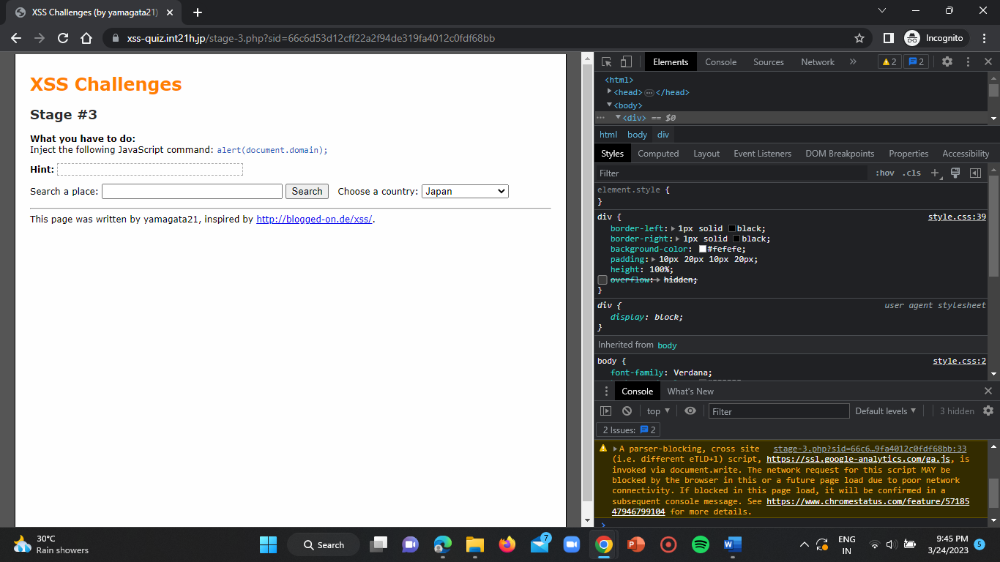 XSS Challenges (by yamagata21)
xss-quiz.int21h.jp/stage-3.php?sid=66c6d53d12cff22a2f94de319fa4012c0fdf68bb
Incognito
XSS Challenges
Stage #3
What you have to do:
Inject the following JavaScript command: alert(document.domain);
Hint:
Search a place: Search Choose a country: Japan
This page was written by yamagata21, inspired by http://blogged-on.de/xss/.
Elements Console Sources Network » 2 2
<html>
<head> ⋯ </head>
<body>
⋯ <div> == $0
html body div
Styles Computed Layout Event Listeners DOM Breakpoints Properties Accessibility
Filter :hov .cls +
element.style {
}
div { style.css:39
border-left: 1px solid black;
border-right: 1px solid black;
background-color: #fefefe;
padding: 10px 20px 10px 20px;
height: 100%;
overflow: hidden;
}
div { user agent stylesheet
display: block;
}
Inherited from body
body { style.css:2
font-family: Verdana;
Console What's New
top Filter Default levels 3 hidden
2 Issues: 2
A parser-blocking, cross site stage-3.php?sid=66c6…9fa4012c0fdf68bb:33
(i.e. different eTLD+1) script, https://ssl.google-analytics.com/ga.js, is
invoked via document.write. The network request for this script MAY be
blocked by the browser in this or a future page load due to poor network
connectivity. If blocked in this page load, it will be confirmed in a
subsequent console message. See https://www.chromestatus.com/feature/57185
47946799104 for more details.
30°C
Rain showers
Search
7
ENG
IN
9:45 PM
3/24/2023
5